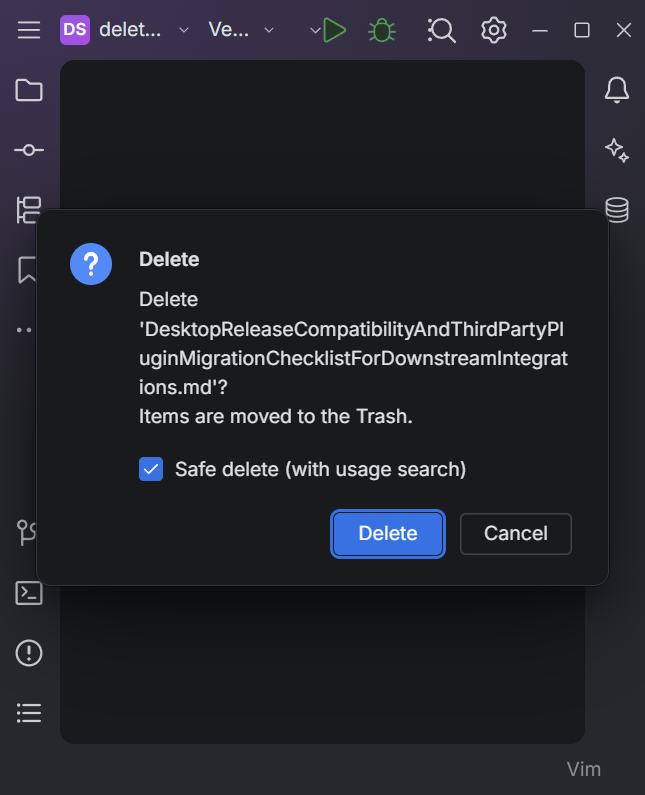 DS delet... Ve...
Delete
Delete
'DesktopReleaseCompatibilityAndThirdPartyPl
uginMigrationChecklistForDownstreamIntegrat
ions.md'?
Items are moved to the Trash.
Safe delete (with usage search)
Delete Cancel
Vim